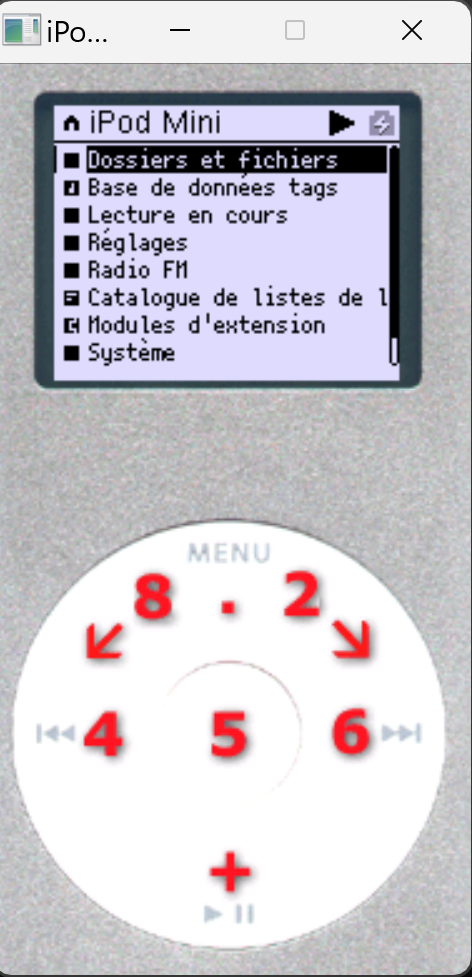 iPo...
iPod Mini
Dossiers et fichiers
Base de données tags
Lecture en cours
Réglages
Radio FM
Catalogue de listes de l
Modules d'extension
Système
MENU
8 . 2
4 5 6
+